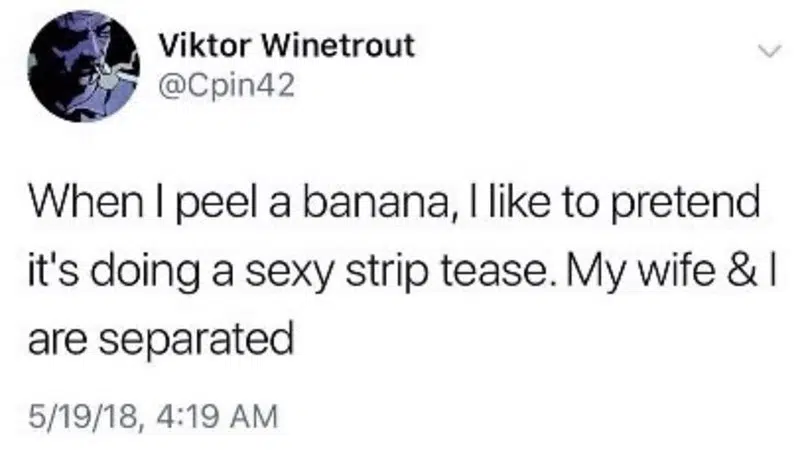 Viktor Winetrout
@Cpin42
When I peel a banana, I like to pretend
it's doing a sexy strip tease. My wife & I
are separated
5/19/18, 4:19 AM